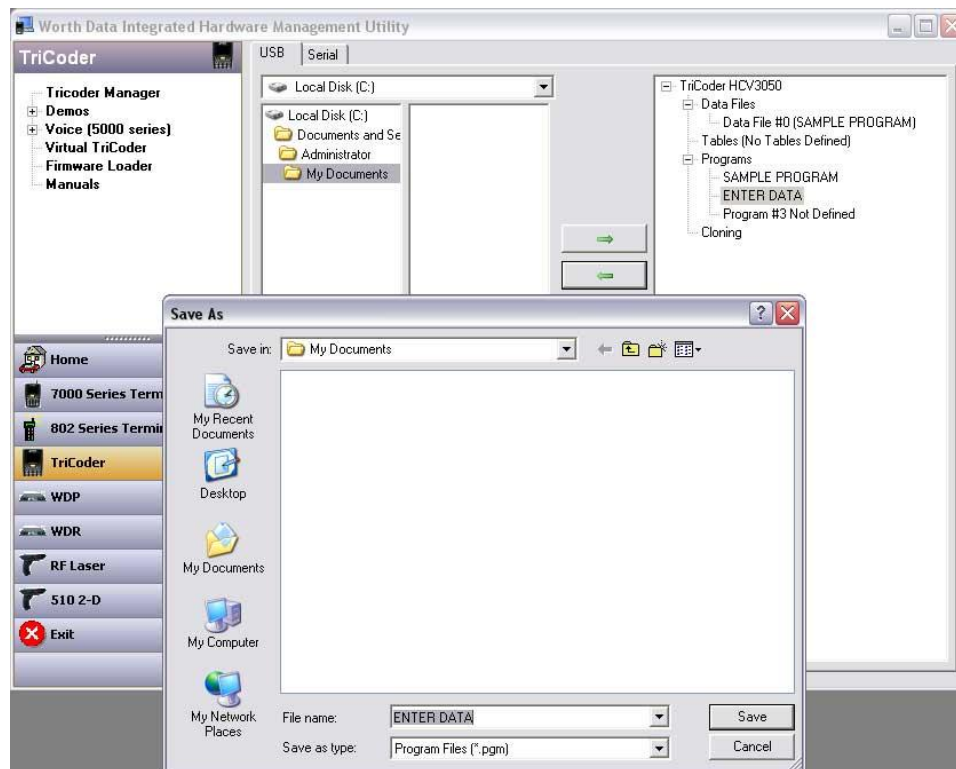 Worth Data Integrated Hardware Management Utility
TriCoder
Tricoder Manager
Demos
Voice (5000 series)
Virtual TriCoder
Firmware Loader
Manuals
Home
7000 Series Term
802 Series Termin
TriCoder
WDP
WDR
RF Laser
510 2-D
Exit
USB
Serial
Local Disk (C:)
Local Disk (C:)
Documents and Se
Administrator
My Documents
TriCoder HCV3050
Data Files
Data File #0 (SAMPLE PROGRAM)
Tables (No Tables Defined)
Programs
SAMPLE PROGRAM
ENTER DATA
Program #3 Not Defined
Cloning
Save As
Save in:
My Documents
My Recent
Documents
Desktop
My Documents
My Computer
My Network
Places
File name:
ENTER DATA
Save
Save as type:
Program Files (*.pgm)
Cancel